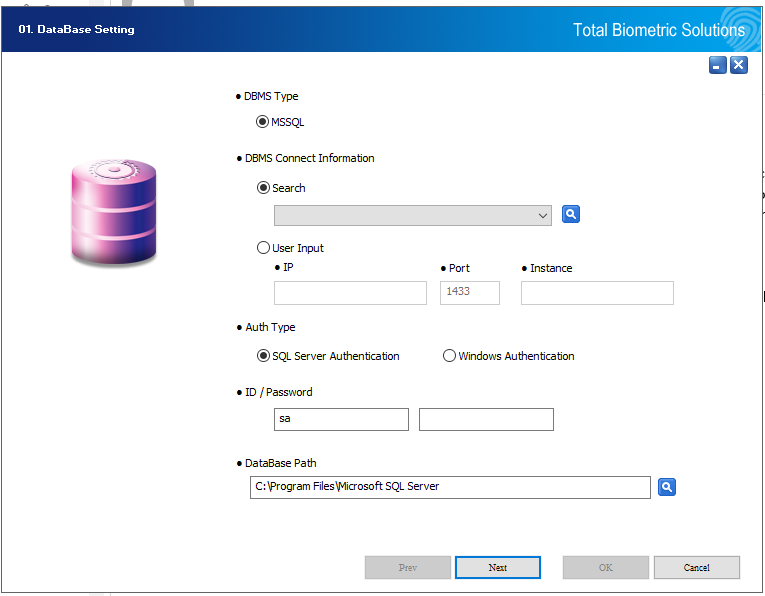 01. DataBase Setting
Total Biometric Solutions
• DBMS Type
MSSQL
• DBMS Connect Information
Search
User Input
• IP
• Port
• Instance
1433
• Auth Type
SQL Server Authentication
Windows Authentication
• ID / Password
sa
• DataBase Path
C:\Program Files\Microsoft SQL Server
Prev
Next
OK
Cancel